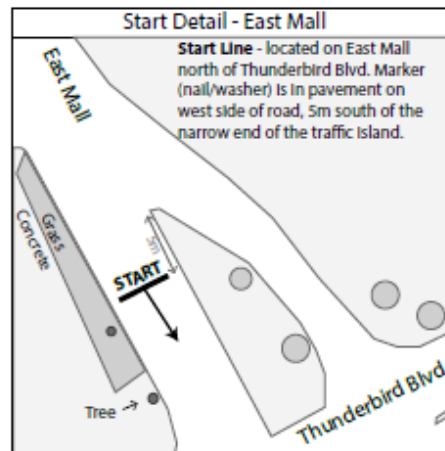 Start Detail - East Mall
Start Line - located on East Mall
north of Thunderbird Blvd. Marker
(nail/washer) Is in pavement on
west side of road, 5m south of the
narrow end of the traffic Island.
East Mall
Grass
Concrete
5m
START
Tree
Thunderbird Blvd